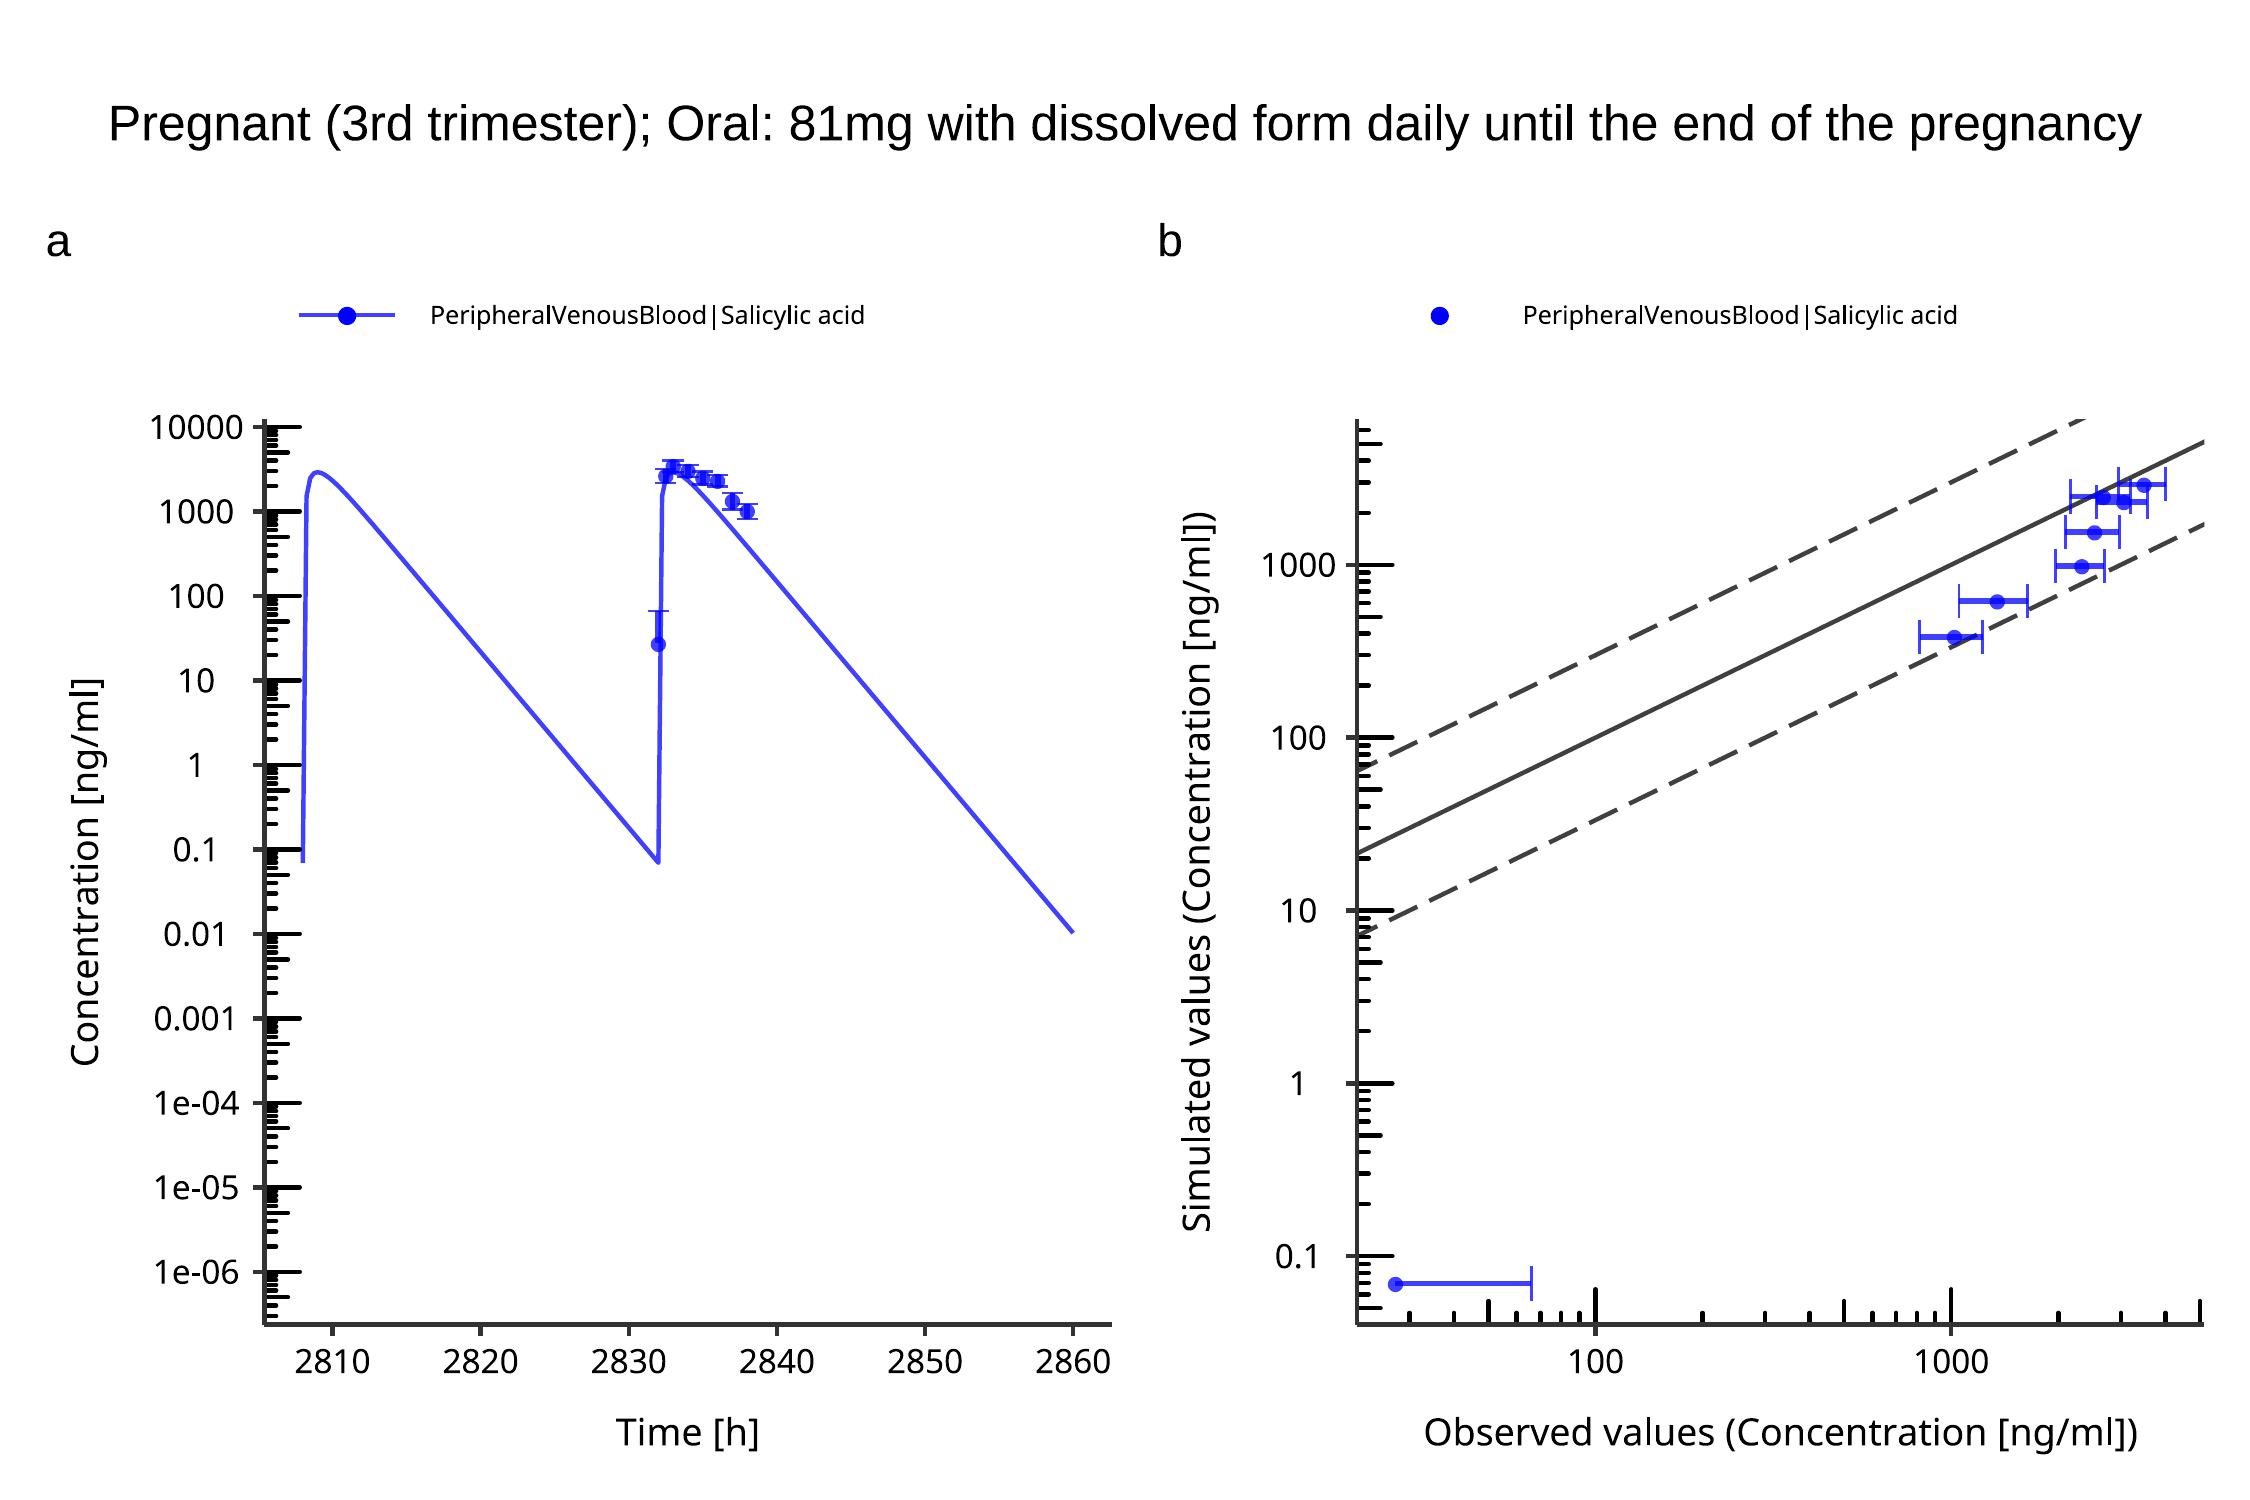 Pregnant (3rd trimester); Oral: 81mg with dissolved form daily until the end of the pregnancy
a
PeripheralVenousBlood|Salicylic acid
Concentration [ng/ml]
10000
1000
100
10
1
0.1
0.01
0.001
1e-04
1e-05
1e-06
2810 2820 2830 2840 2850 2860
Time [h]
b
PeripheralVenousBlood|Salicylic acid
Simulated values (Concentration [ng/ml])
1000
100
10
1
0.1
100 1000
Observed values (Concentration [ng/ml])